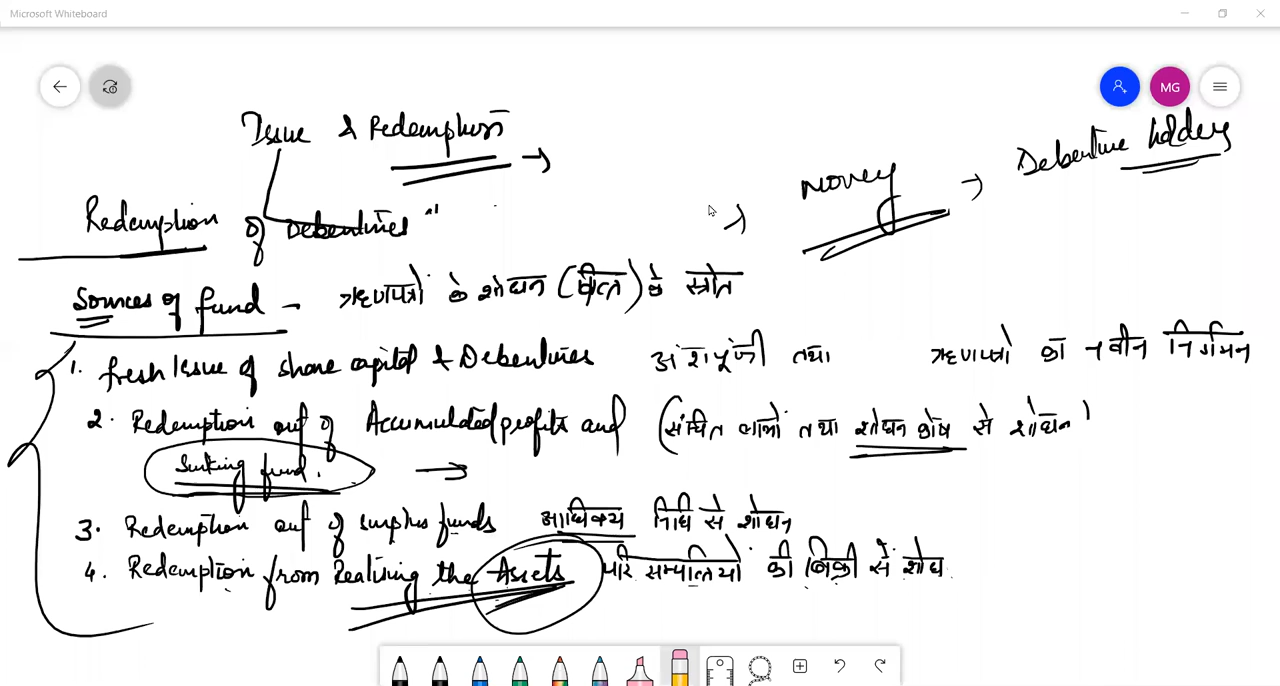 Microsoft Whiteboard
MG
Issue & Redemption →
→ Money → Debenture holders
Redemption of Debentures"
Sources of fund - ऋणपत्रो के शोधन (वित्त) के स्त्रोत
1. fresh Issue of share capital & Debentures अंशपूंजी तथा ऋणपत्रो का नवीन निर्गमन
2. Redemption out of Accumulated profits and (संचित लाभो तथा शोधन कोष से शोधन)
Sinking fund. →
3. Redemption out of surplus funds आधिक्य निधि से शोधन
4. Redemption from Realising the Assets परि सम्पत्तियो की बिक्री से शोध